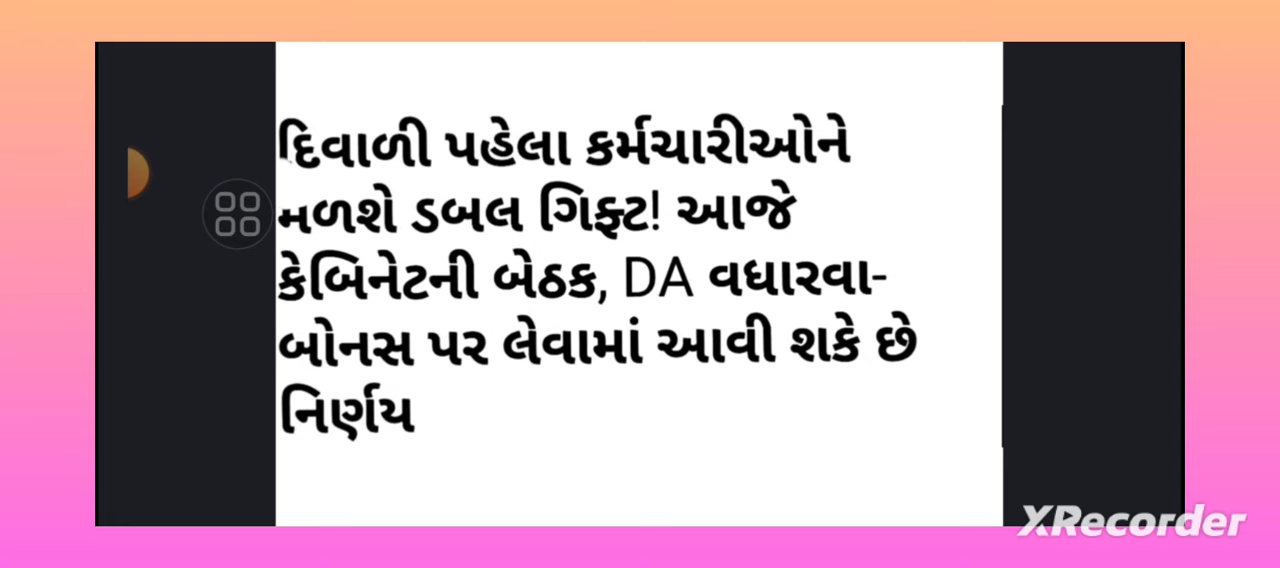 દિવાળી પહેલા કર્મચારીઓને
મળશે ડબલ ગિફ્ટ! આજે
કેબિનેટની બેઠક, DA વધારવા-
બોનસ પર લેવામાં આવી શકે છે
નિર્ણય
XRecorder